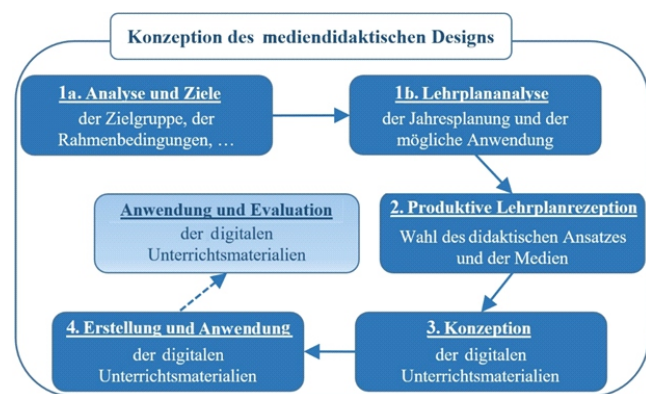 Konzeption des mediendidaktischen Designs
1a. Analyse und Ziele
der Zielgruppe, der
Rahmenbedingungen, …
1b. Lehrplananalyse
der Jahresplanung und der
mögliche Anwendung
2. Produktive Lehrplanrezeption
Wahl des didaktischen Ansatzes
und der Medien
3. Konzeption
der digitalen
Unterrichtsmaterialien
4. Erstellung und Anwendung
der digitalen
Unterrichtsmaterialien
Anwendung und Evaluation
der digitalen
Unterrichtsmaterialien